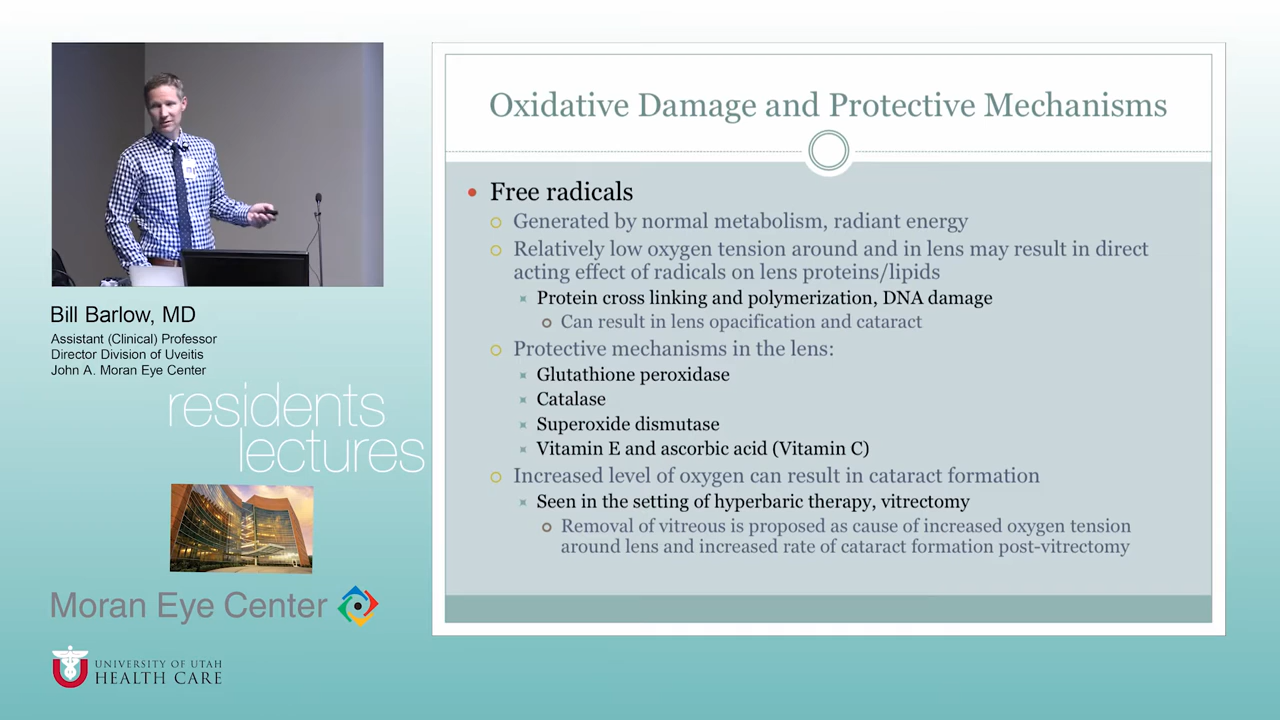 Bill Barlow, MD
Assistant (Clinical) Professor
Director Division of Uveitis
John A. Moran Eye Center
residents
lectures
Moran Eye Center
UNIVERSITY OF UTAH
HEALTH CARE
Oxidative Damage and Protective Mechanisms
Free radicals
Generated by normal metabolism, radiant energy
Relatively low oxygen tension around and in lens may result in direct
acting effect of radicals on lens proteins/lipids
Protein cross linking and polymerization, DNA damage
Can result in lens opacification and cataract
Protective mechanisms in the lens:
Glutathione peroxidase
Catalase
Superoxide dismutase
Vitamin E and ascorbic acid (Vitamin C)
Increased level of oxygen can result in cataract formation
Seen in the setting of hyperbaric therapy, vitrectomy
Removal of vitreous is proposed as cause of increased oxygen tension
around lens and increased rate of cataract formation post-vitrectomy